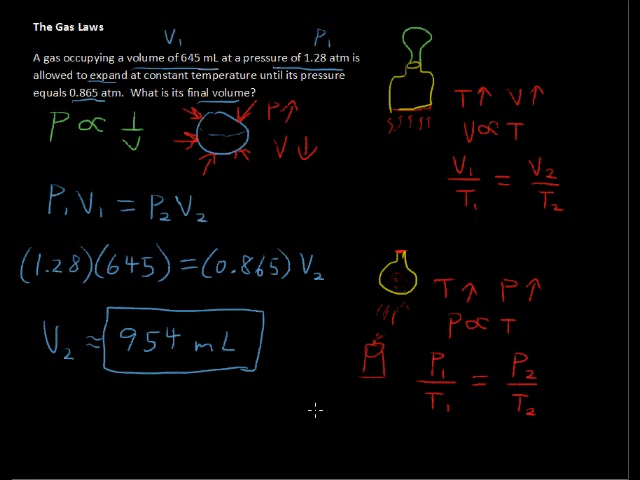 The Gas Laws
V₁ P₁
A gas occupying a volume of 645 mL at a pressure of 1.28 atm is
allowed to expand at constant temperature until its pressure
equals 0.865 atm. What is its final volume?
P ∝ 1/V
P↑
V↓
P₁V₁ = P₂V₂
(1.28)(645) = (0.865) V₂
V₂ ≈ 954 mL
T↑ V↑
V∝T
V₁/T₁ = V₂/T₂
T↑ P↑
P∝T
P₁/T₁ = P₂/T₂